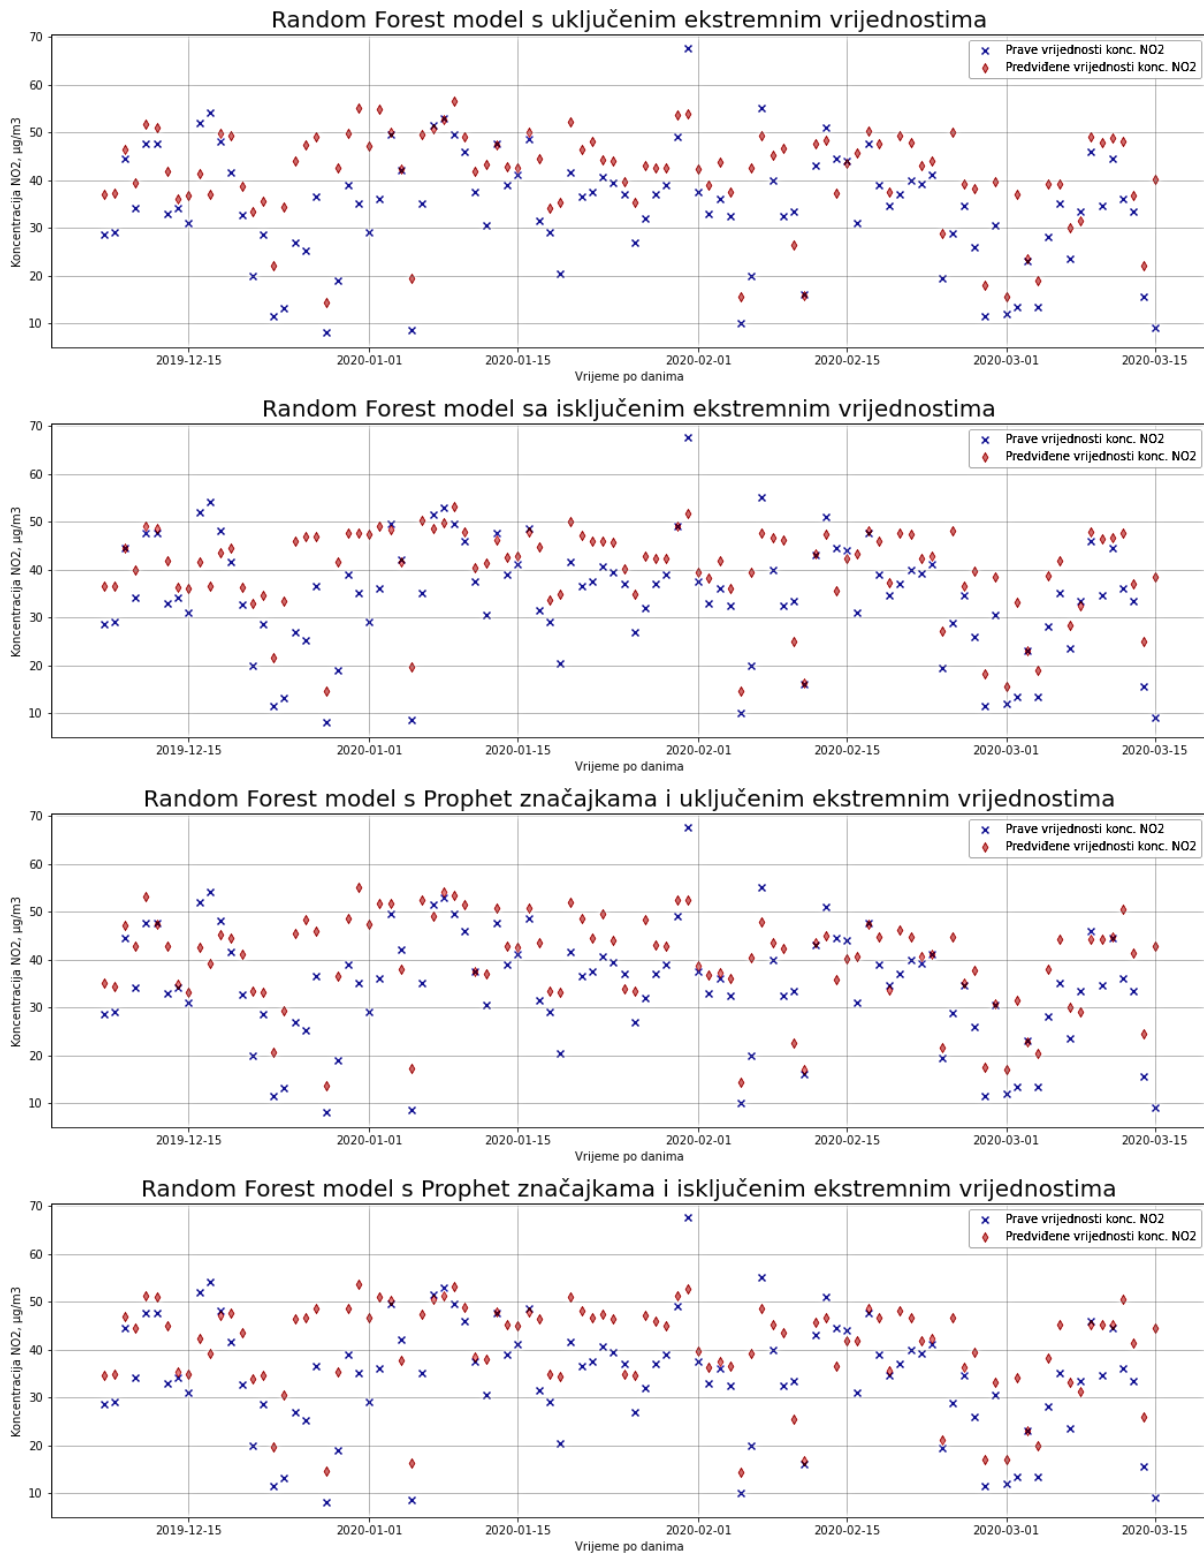 Random Forest model s uključenim ekstremnim vrijednostima
Prave vrijednosti konc. NO2
Predviđene vrijednosti konc. NO2
Koncentracija NO2, µg/m3
70
60
50
40
30
20
10
2019-12-15 2020-01-01 2020-01-15 2020-02-01 2020-02-15 2020-03-01 2020-03-15
Vrijeme po danima
Random Forest model sa isključenim ekstremnim vrijednostima
Prave vrijednosti konc. NO2
Predviđene vrijednosti konc. NO2
Koncentracija NO2, µg/m3
70
60
50
40
30
20
10
2019-12-15 2020-01-01 2020-01-15 2020-02-01 2020-02-15 2020-03-01 2020-03-15
Vrijeme po danima
Random Forest model s Prophet značajkama i uključenim ekstremnim vrijednostima
Prave vrijednosti konc. NO2
Predviđene vrijednosti konc. NO2
Koncentracija NO2, µg/m3
70
60
50
40
30
20
10
2019-12-15 2020-01-01 2020-01-15 2020-02-01 2020-02-15 2020-03-01 2020-03-15
Vrijeme po danima
Random Forest model s Prophet značajkama i isključenim ekstremnim vrijednostima
Prave vrijednosti konc. NO2
Predviđene vrijednosti konc. NO2
Koncentracija NO2, µg/m3
70
60
50
40
30
20
10
2019-12-15 2020-01-01 2020-01-15 2020-02-01 2020-02-15 2020-03-01 2020-03-15
Vrijeme po danima